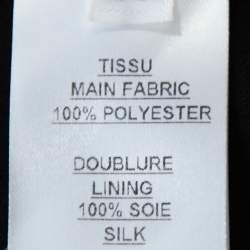 TISSU
MAIN FABRIC
100% POLYESTER
DOUBLURE
LINING
100% SOIE
SILK